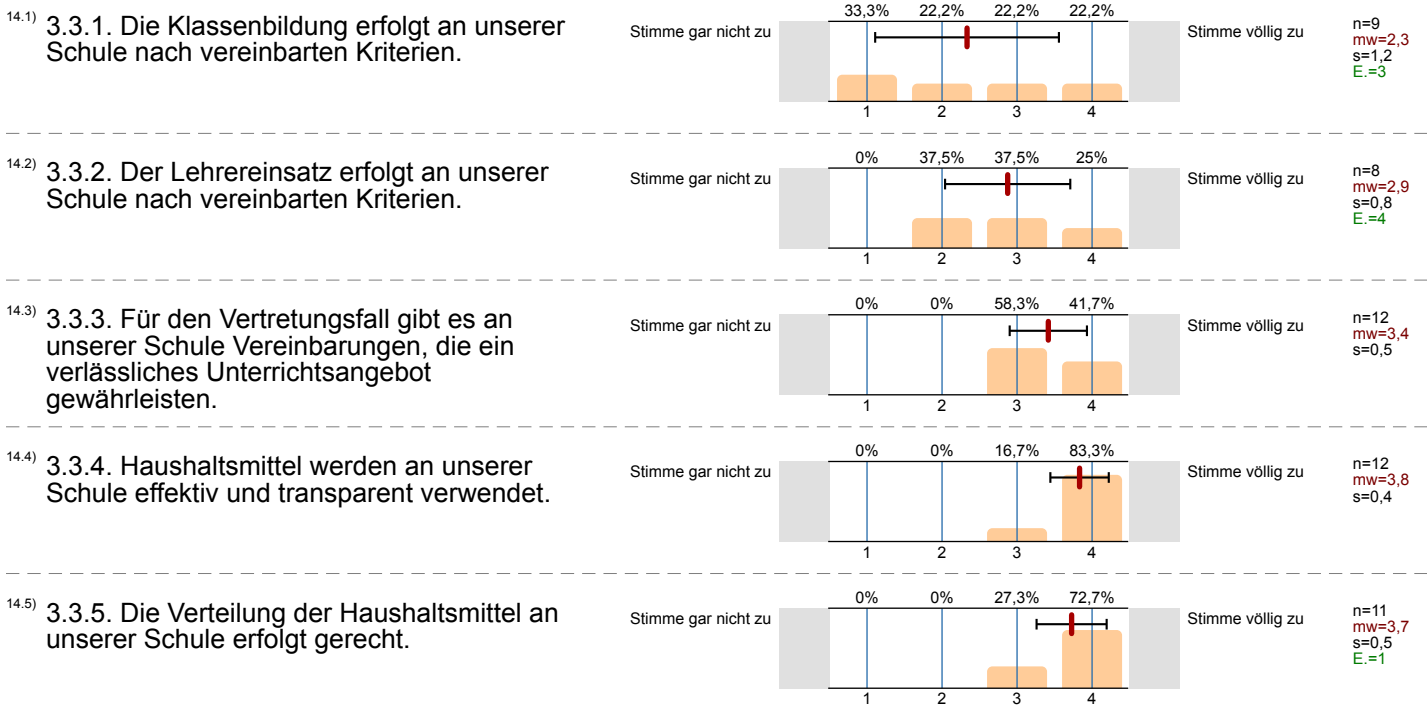 14.1) 3.3.1. Die Klassenbildung erfolgt an unserer
Schule nach vereinbarten Kriterien.
Stimme gar nicht zu
33,3% 22,2% 22,2% 22,2%
1 2 3 4
Stimme völlig zu
n=9
mw=2,3
s=1,2
E.=3
14.2) 3.3.2. Der Lehrereinsatz erfolgt an unserer
Schule nach vereinbarten Kriterien.
Stimme gar nicht zu
0% 37,5% 37,5% 25%
1 2 3 4
Stimme völlig zu
n=8
mw=2,9
s=0,8
E.=4
14.3) 3.3.3. Für den Vertretungsfall gibt es an
unserer Schule Vereinbarungen, die ein
verlässliches Unterrichtsangebot
gewährleisten.
Stimme gar nicht zu
0% 0% 58,3% 41,7%
1 2 3 4
Stimme völlig zu
n=12
mw=3,4
s=0,5
14.4) 3.3.4. Haushaltsmittel werden an unserer
Schule effektiv und transparent verwendet.
Stimme gar nicht zu
0% 0% 16,7% 83,3%
1 2 3 4
Stimme völlig zu
n=12
mw=3,8
s=0,4
14.5) 3.3.5. Die Verteilung der Haushaltsmittel an
unserer Schule erfolgt gerecht.
Stimme gar nicht zu
0% 0% 27,3% 72,7%
1 2 3 4
Stimme völlig zu
n=11
mw=3,7
s=0,5
E.=1